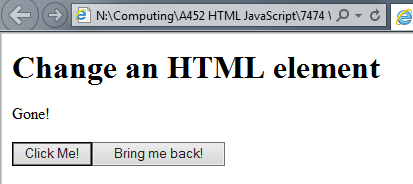 N:\Computing\A452 HTML JavaScript\7474 W
Change an HTML element
Gone!
Click Me! Bring me back!